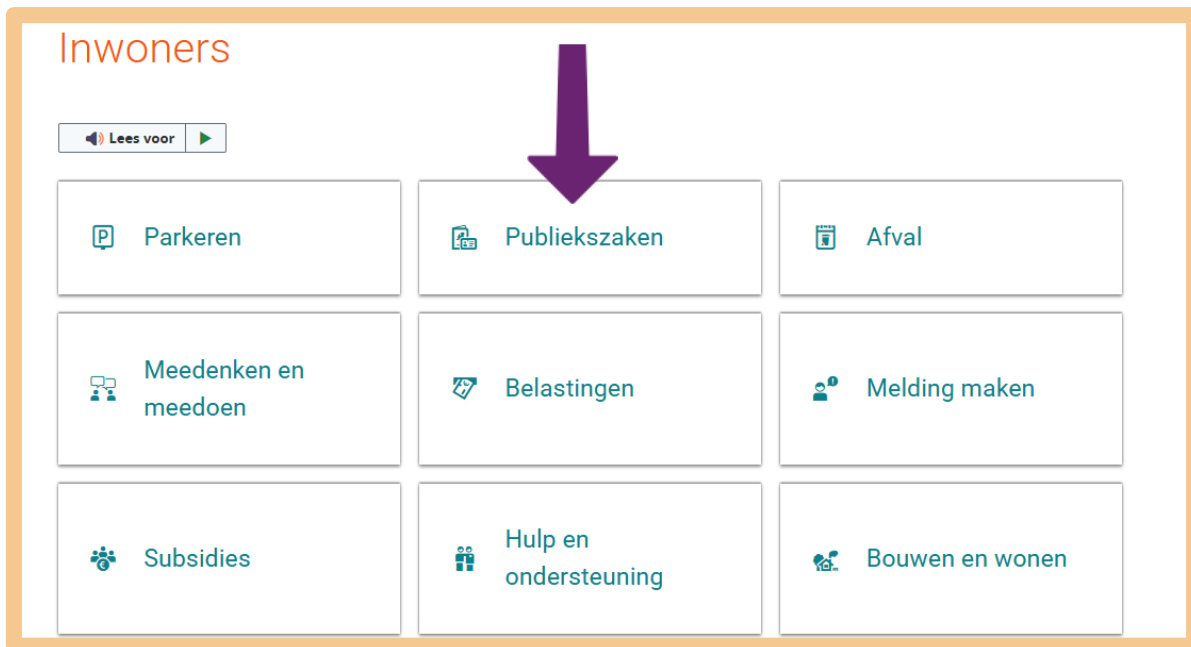 Inwoners
Lees voor
Parkeren
Publiekszaken
Afval
Meedenken en
meedoen
Belastingen
Melding maken
Subsidies
Hulp en
ondersteuning
Bouwen en wonen